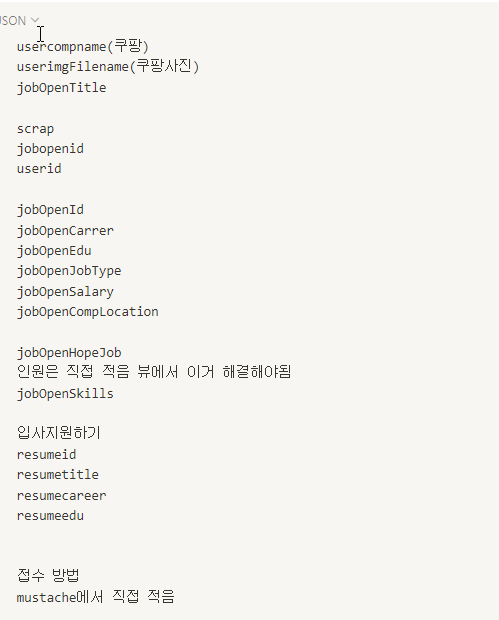 JSON
usercompname(쿠팡)
userimgFilename(쿠팡사진)
jobOpenTitle
scrap
jobopenid
userid
jobOpenId
jobOpenCarrer
jobOpenEdu
jobOpenJobType
jobOpenSalary
jobOpenCompLocation
jobOpenHopeJob
인원은 직접 적음 뷰에서 이거 해결해야됨
jobOpenSkills
입사지원하기
resumeid
resumetitle
resumecareer
resumeedu
접수 방법
mustache에서 직접 적음